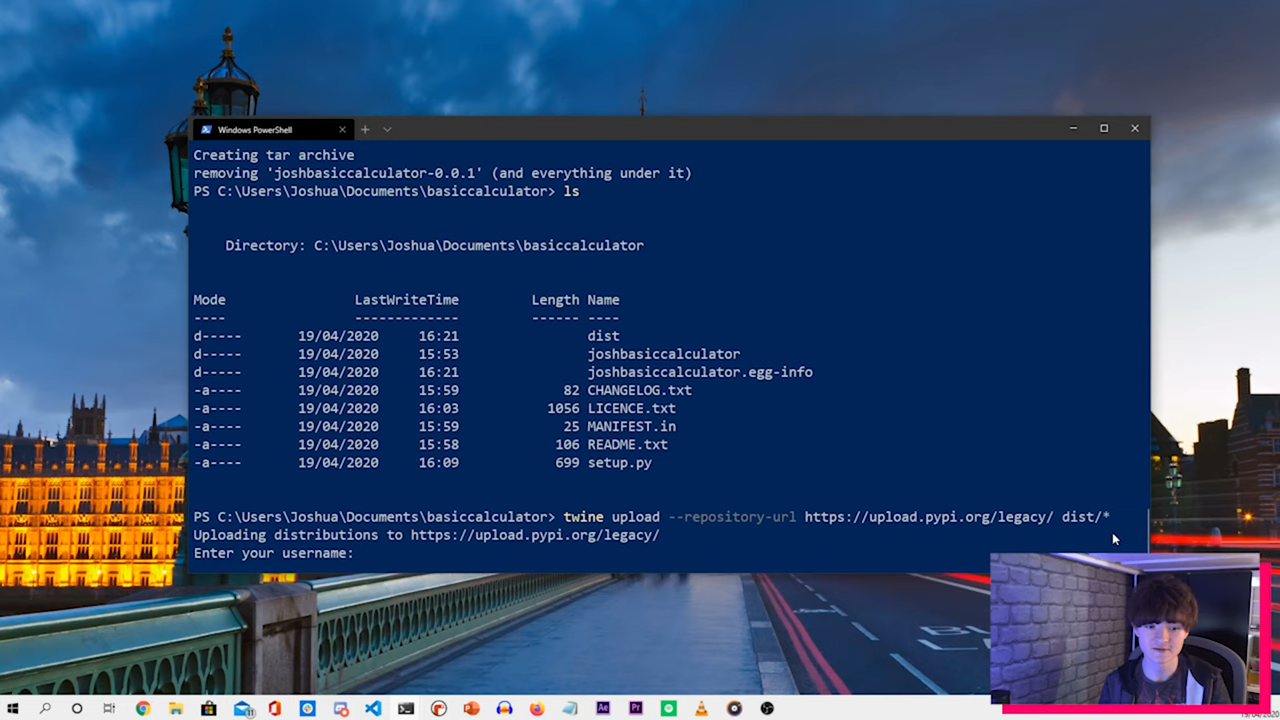 Windows PowerShell
Creating tar archive
removing 'joshbasiccalculator-0.0.1' (and everything under it)
PS C:\Users\Joshua\Documents\basiccalculator> ls
Directory: C:\Users\Joshua\Documents\basiccalculator
Mode LastWriteTime Length Name
---- ------------- ------ ----
d----- 19/04/2020 16:21 dist
d----- 19/04/2020 15:53 joshbasiccalculator
d----- 19/04/2020 16:21 joshbasiccalculator.egg-info
-a---- 19/04/2020 15:59 82 CHANGELOG.txt
-a---- 19/04/2020 16:03 1056 LICENCE.txt
-a---- 19/04/2020 15:59 25 MANIFEST.in
-a---- 19/04/2020 15:58 106 README.txt
-a---- 19/04/2020 16:09 699 setup.py
PS C:\Users\Joshua\Documents\basiccalculator> twine upload --repository-url https://upload.pypi.org/legacy/ dist/*
Uploading distributions to https://upload.pypi.org/legacy/
Enter your username:
Ae Pr